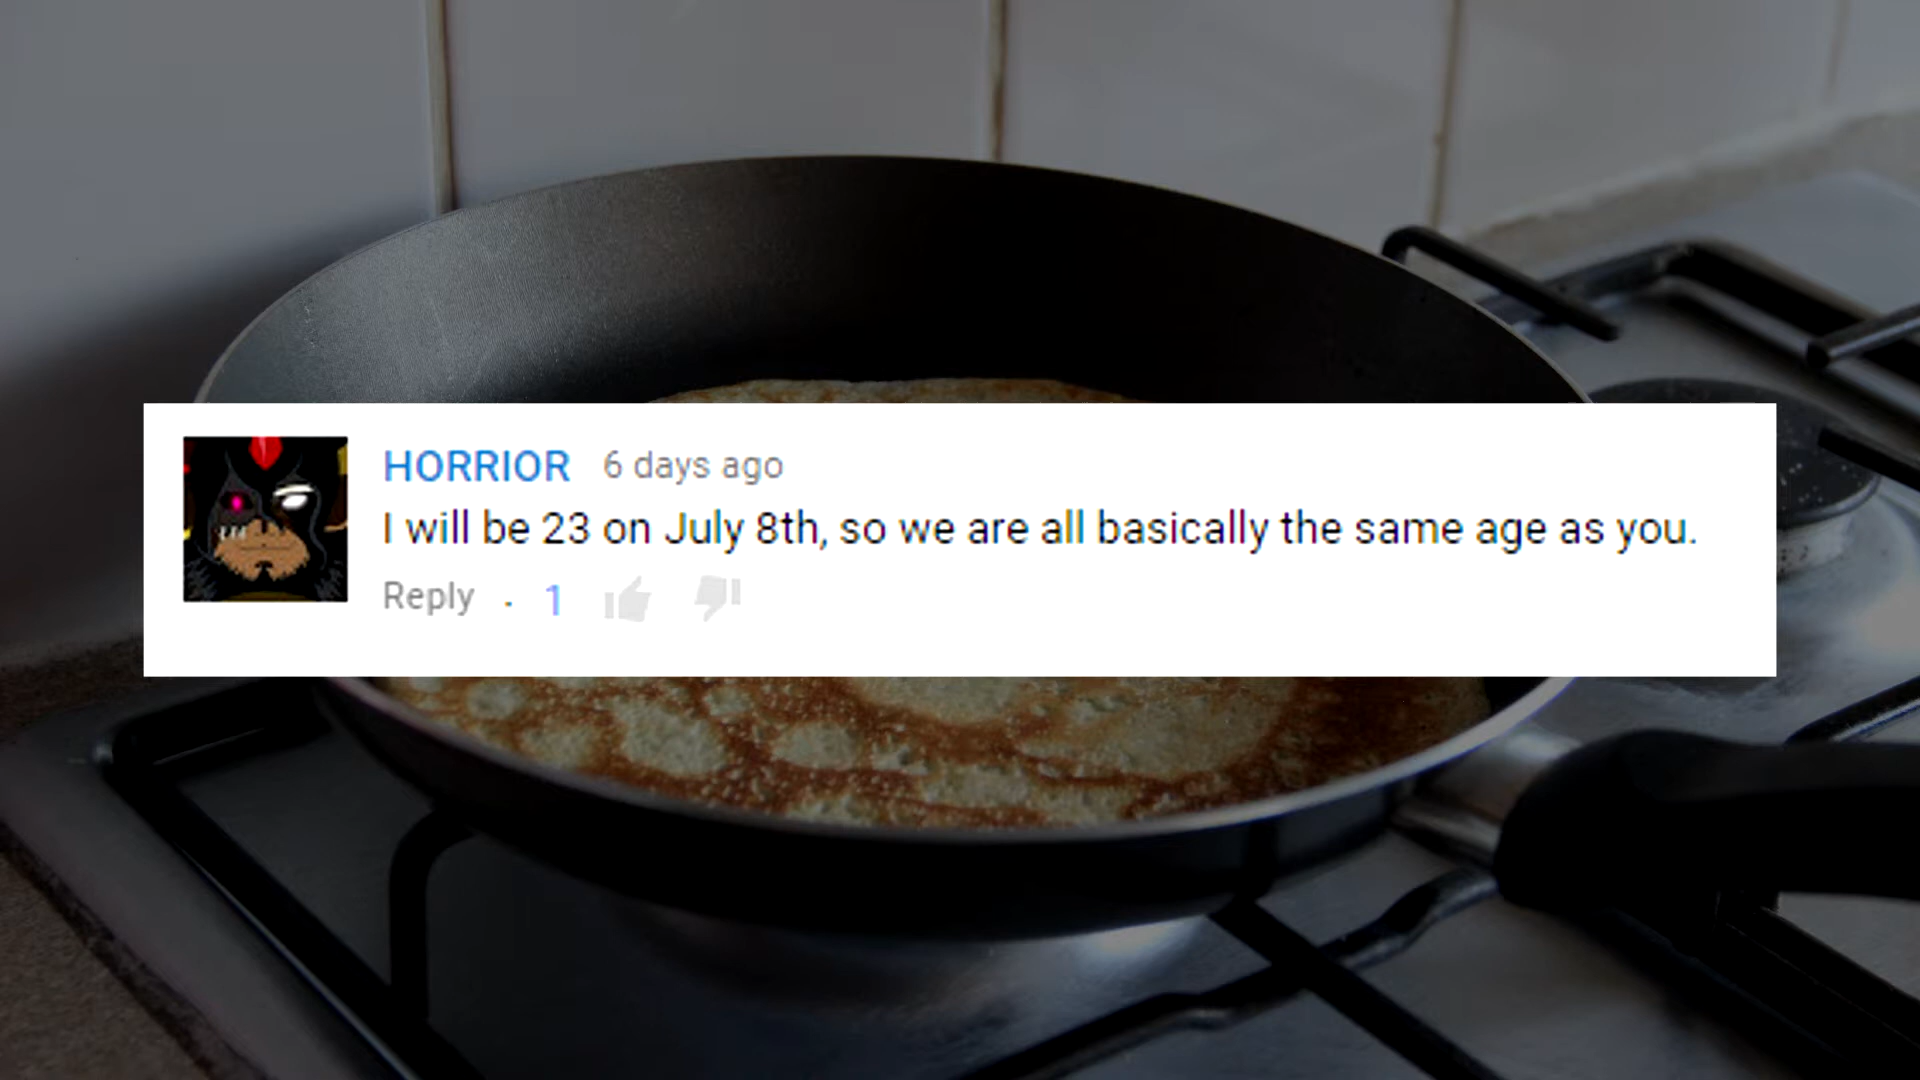 HORRIOR 6 days ago
I will be 23 on July 8th, so we are all basically the same age as you.
Reply · 1